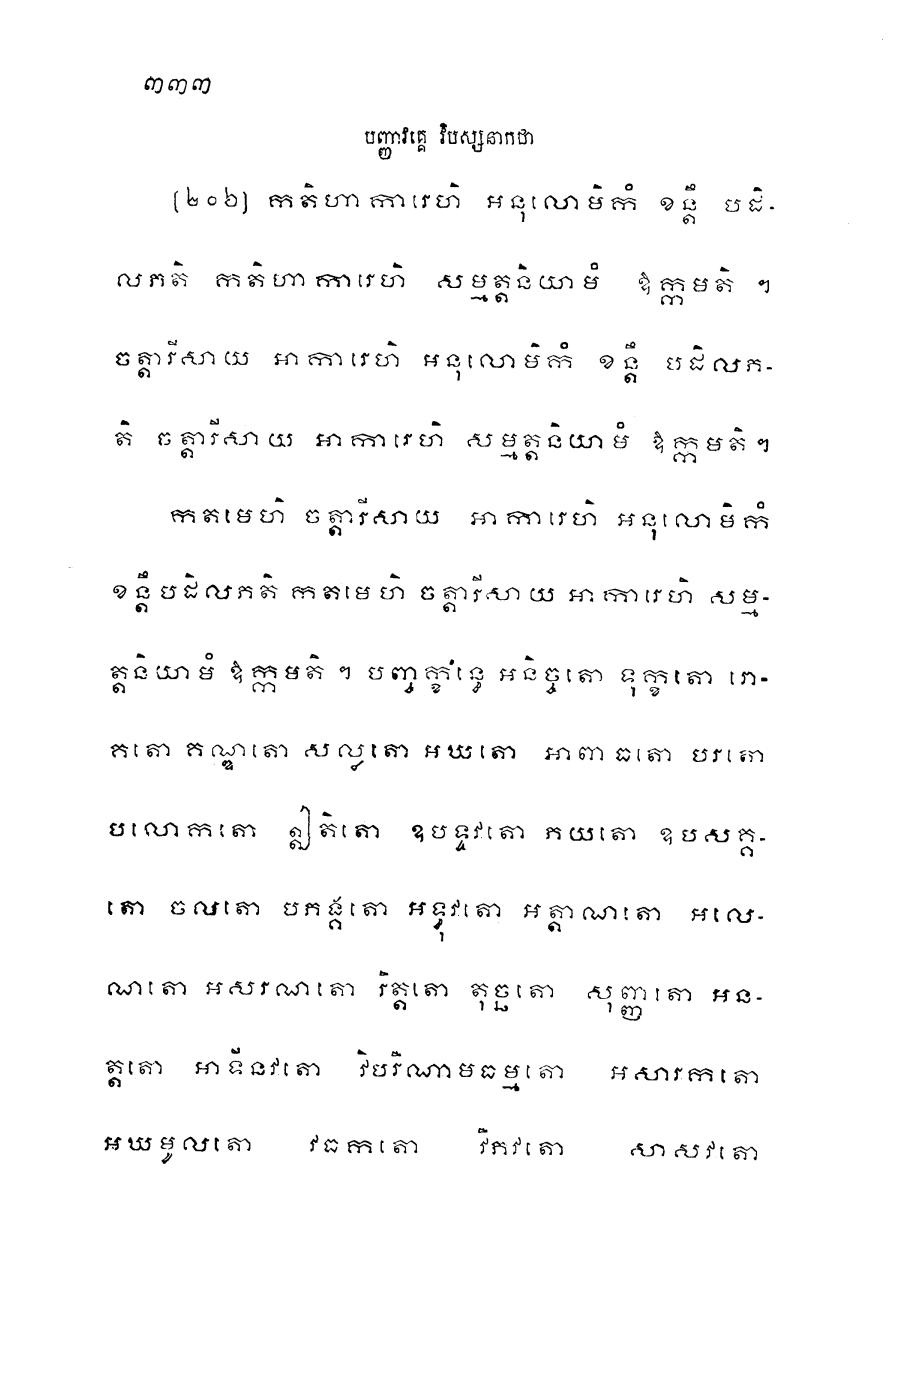 ៣៣៣
បញ្ញាវគ្គេ វិបស្សនាកថា
(២០៦) កតិហាការេហិ អនុលោមិកំ ខន្តឹ បដិ-
លភតិ កតិហាការេហិ សម្មត្តនិយាមំ ឱក្កមតិ ។
ចត្តារីសាយ អាការេហិ អនុលោមិកំ ខន្តឹ បដិលភ-
តិ ចត្តារីសាយ អាការេហិ សម្មត្តនិយាមំ ឱក្កមតិ ។
កតមេហិ ចត្តារីសាយ អាការេហិ អនុលោមិកំ
ខន្តឹ បដិលភតិ កតមេហិ ចត្តារីសាយ អាការេហិ សម្ម-
ត្តនិយាមំ ឱក្កមតិ ។ បញ្ចក្ខន្ធេ អនិច្ចតោ ទុក្ខតោ រោ-
គតោ គណ្ឌតោ សល្លតោ អឃតោ អាពាធតោ បរតោ
បលោកតោ ឦតិតោ ឧបទ្ទវតោ ភយតោ ឧបសគ្គ-
តោ ចលតោ បភង្គតោ អទ្ធុវតោ អត្តាណតោ អលេ-
ណតោ អសរណតោ រិត្តតោ តុច្ឆតោ សុញ្ញតោ អន-
ត្តតោ អាទីនវតោ វិបរិណាមធម្មតោ អសារកតោ
អឃមូលតោ វធកតោ វិភវតោ សាសវតោ